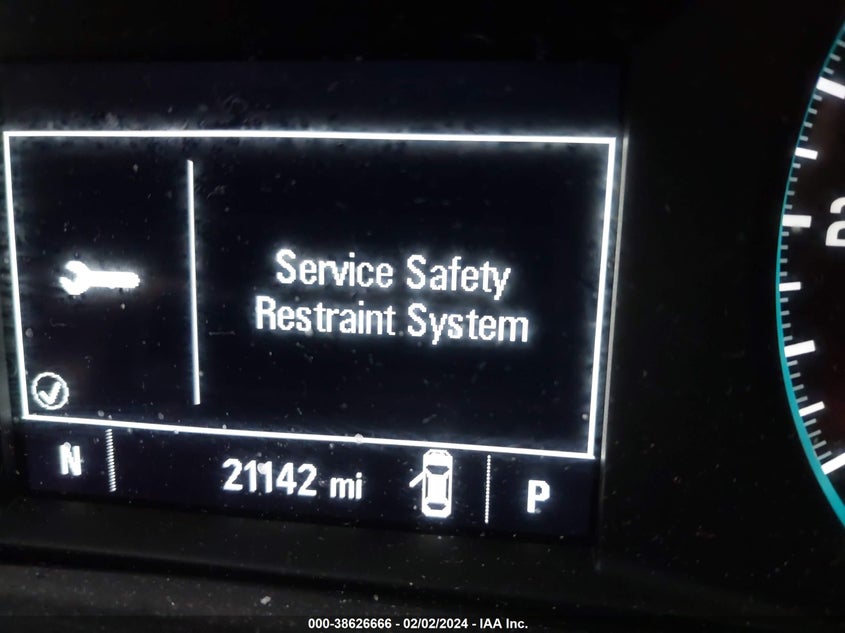 Service Safety
Restraint System
N 21142 mi P
000-38626666 - 02/02/2024 - IAA Inc.